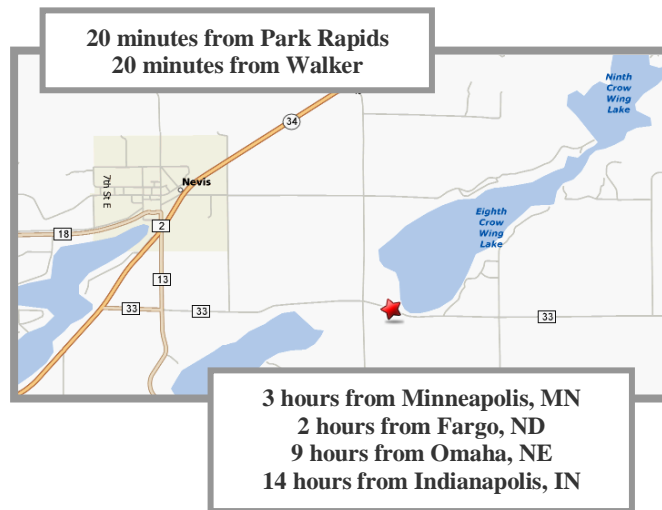 20 minutes from Park Rapids
20 minutes from Walker
Ninth
Crow
Wing
Lake
34
Nevis
7th St E
Eighth
Crow
Wing
Lake
2
18
13
33
33
33
3 hours from Minneapolis, MN
2 hours from Fargo, ND
9 hours from Omaha, NE
14 hours from Indianapolis, IN